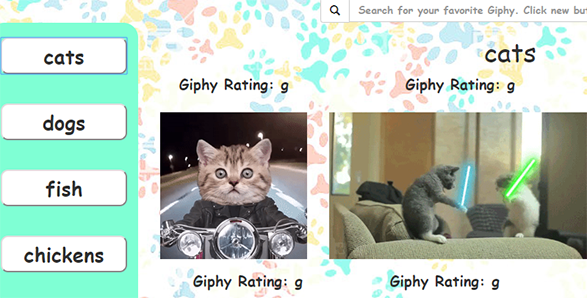 Search for your favorite Giphy. Click new
cats
Giphy Rating: g
Giphy Rating: g
cats
dogs
fish
chickens
Giphy Rating: g
Giphy Rating: g